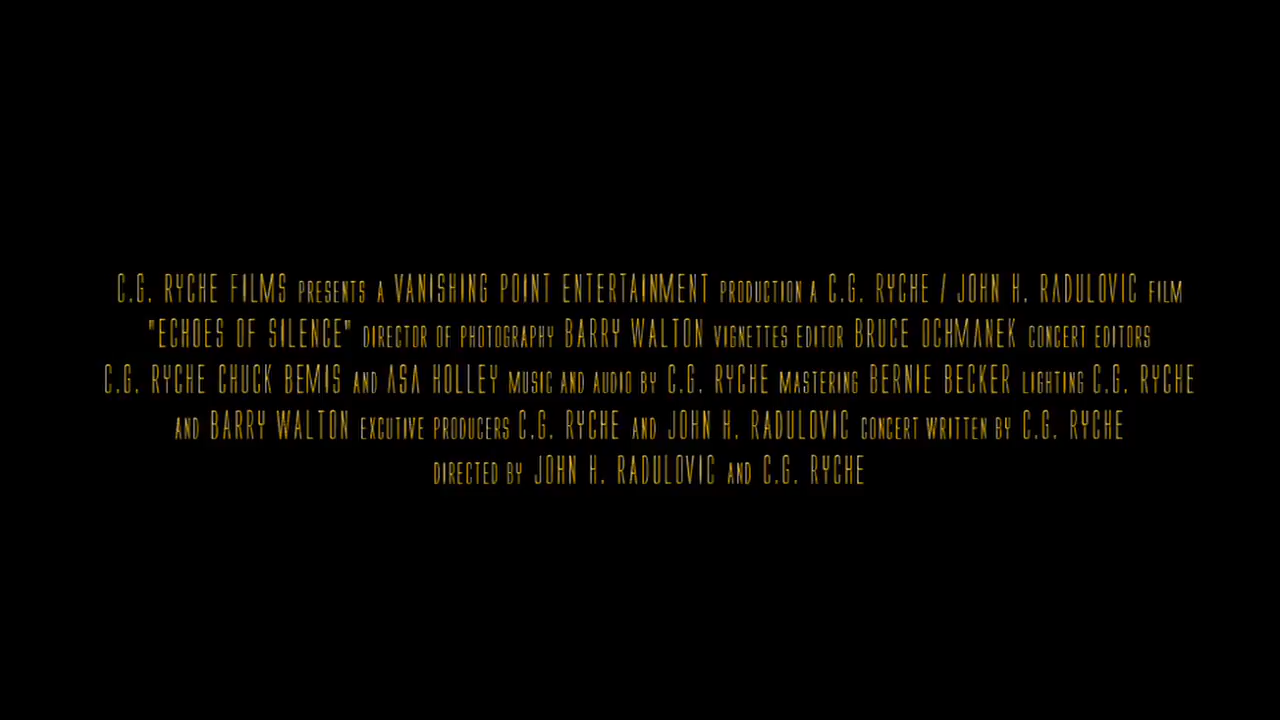 C.G. RYCHE FILMS PRESENTS A VANISHING POINT ENTERTAINMENT PRODUCTION A C.G. RYCHE / JOHN H. RADULOVIC FILM
"ECHOES OF SILENCE" DIRECTOR OF PHOTOGRAPHY BARRY WALTON VIGNETTES EDITOR BRUCE OCHMANEK CONCERT EDITORS
C.G. RYCHE CHUCK BEMIS AND ASA HOLLEY MUSIC AND AUDIO BY C.G. RYCHE MASTERING BERNIE BECKER LIGHTING C.G. RYCHE
AND BARRY WALTON EXCUTIVE PRODUCERS C.G. RYCHE AND JOHN H. RADULOVIC CONCERT WRITTEN BY C.G. RYCHE
DIRECTED BY JOHN H. RADULOVIC AND C.G. RYCHE